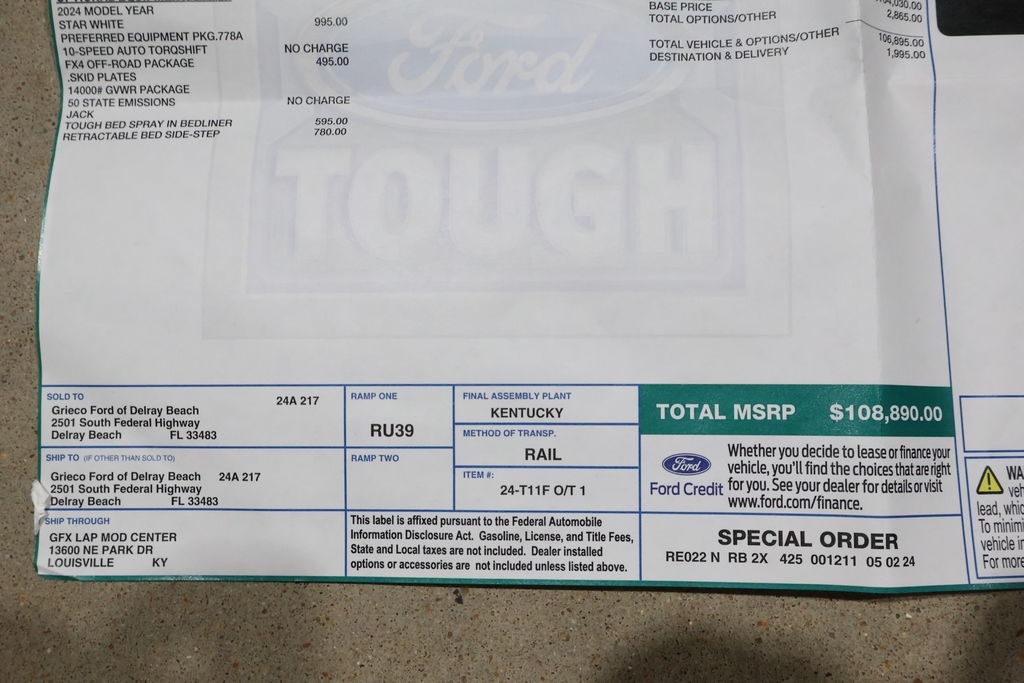 2024 MODEL YEAR
STAR WHITE 995.00
PREFERRED EQUIPMENT PKG.778A
10-SPEED AUTO TORQSHIFT NO CHARGE
FX4 OFF-ROAD PACKAGE 495.00
.SKID PLATES
14000# GVWR PACKAGE
50 STATE EMISSIONS NO CHARGE
JACK
TOUGH BED SPRAY IN BEDLINER 595.00
RETRACTABLE BED SIDE-STEP 780.00
BASE PRICE
TOTAL OPTIONS/OTHER 2,865.00
TOTAL VEHICLE & OPTIONS/OTHER 106,895.00
DESTINATION & DELIVERY 1,995.00
Ford
TOUGH
SOLD TO
Grieco Ford of Delray Beach 24A 217
2501 South Federal Highway
Delray Beach FL 33483
SHIP TO (IF OTHER THAN SOLD TO)
Grieco Ford of Delray Beach 24A 217
2501 South Federal Highway
Delray Beach FL 33483
SHIP THROUGH
GFX LAP MOD CENTER
13600 NE PARK DR
LOUISVILLE KY
RAMP ONE
RU39
RAMP TWO
FINAL ASSEMBLY PLANT
KENTUCKY
METHOD OF TRANSP.
RAIL
ITEM #:
24-T11F O/T 1
This label is affixed pursuant to the Federal Automobile
Information Disclosure Act. Gasoline, License, and Title Fees,
State and Local taxes are not included. Dealer installed
options or accessories are not included unless listed above.
TOTAL MSRP $108,890.00
Ford
Ford Credit
Whether you decide to lease or finance your
vehicle, you'll find the choices that are right
for you. See your dealer for details or visit
www.ford.com/finance.
SPECIAL ORDER
RE022 N RB 2X 425 001211 05 02 24
lead,
To
vehicle
For more